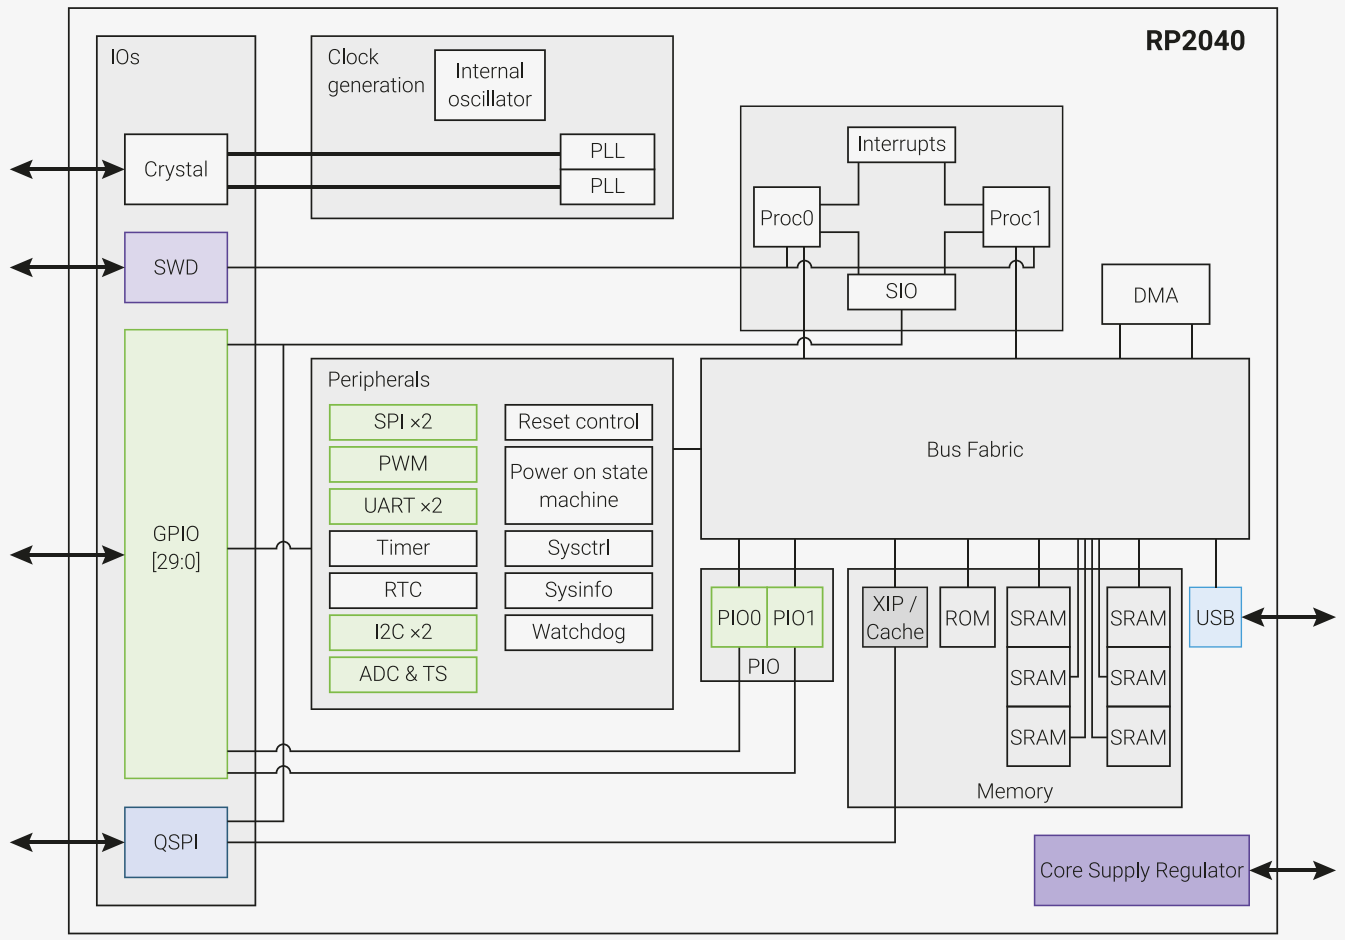 RP2040
IOs
Clock
generation
Internal
oscillator
Crystal
PLL
PLL
Interrupts
Proc0
Proc1
SWD
SIO
DMA
GPIO
[29:0]
Peripherals
SPI ×2
PWM
UART ×2
Timer
RTC
I2C ×2
ADC & TS
Reset control
Power on state
machine
Sysctrl
Sysinfo
Watchdog
Bus Fabric
PIO0
PIO1
PIO
XIP /
Cache
ROM
SRAM
SRAM
SRAM
SRAM
SRAM
SRAM
Memory
USB
QSPI
Core Supply Regulator